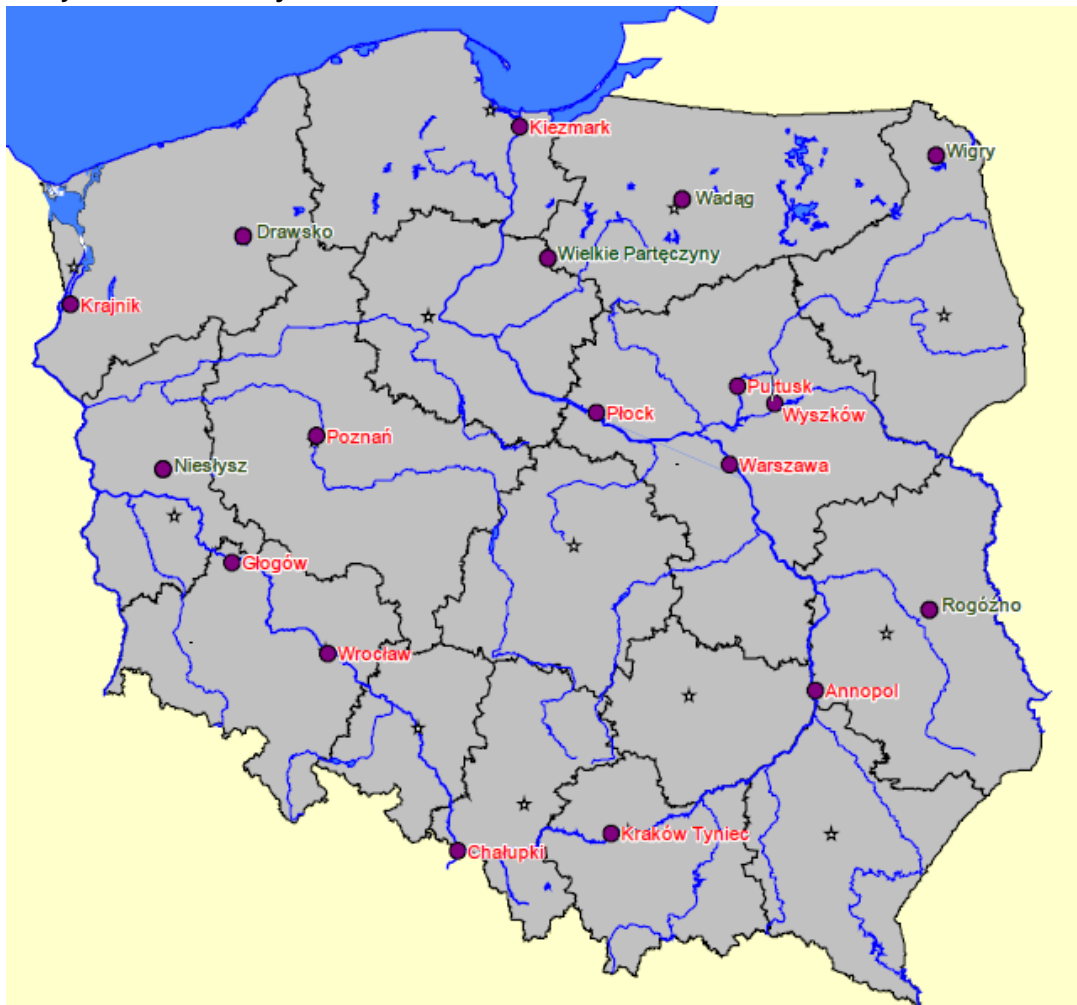 Kiezmark
Wigry
Wadąg
Drawsko
Wielkie Partęczyny
Krajnik
Pułtusk
Wyszków
Płock
Poznań
Warszawa
Niesłysz
Głogów
Rogóźno
Wrocław
Annopol
Kraków Tyniec
Chałupki